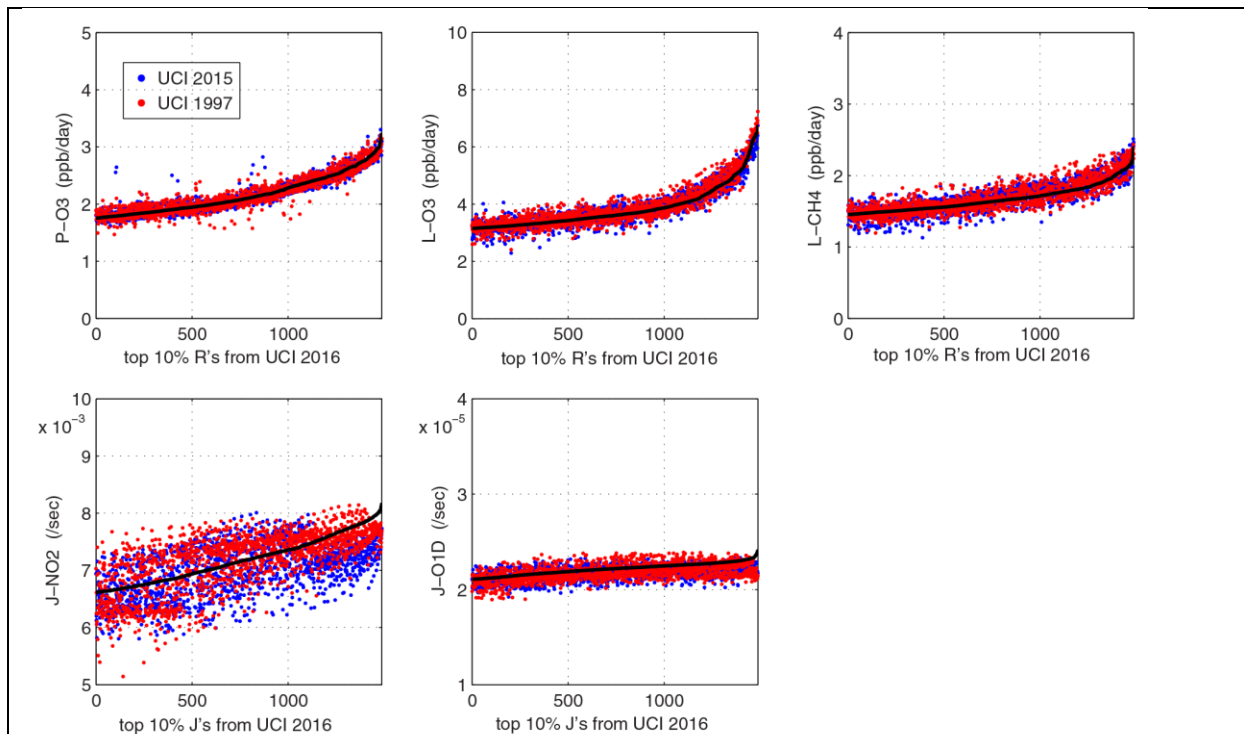 5
4
3
2
1
0
P−O3 (ppb/day)
UCI 2015
UCI 1997
0 500 1000
top 10% R's from UCI 2016
10
8
6
4
2
0
L−O3 (ppb/day)
0 500 1000
top 10% R's from UCI 2016
4
3
2
1
0
L−CH4 (ppb/day)
0 500 1000
top 10% R's from UCI 2016
10
x 10⁻³
9
8
7
6
5
J−NO2 (/sec)
0 500 1000
top 10% J's from UCI 2016
4
x 10⁻⁵
3
2
1
J−O1D (/sec)
0 500 1000
top 10% J's from UCI 2016